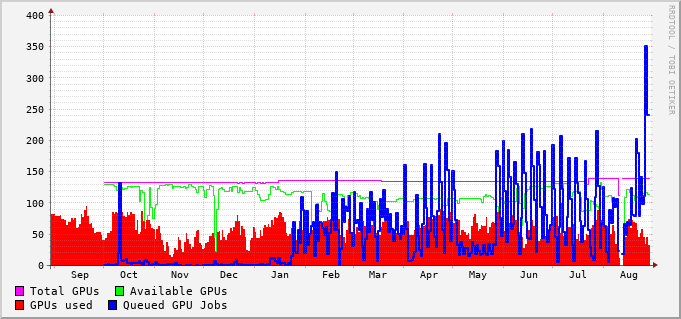 400
350
300
250
200
150
100
50
0
Sep Oct Nov Dec Jan Feb Mar Apr May Jun Jul Aug
Total GPUs Available GPUs
GPUs used Queued GPU Jobs
RRDTOOL / TOBI OETIKER